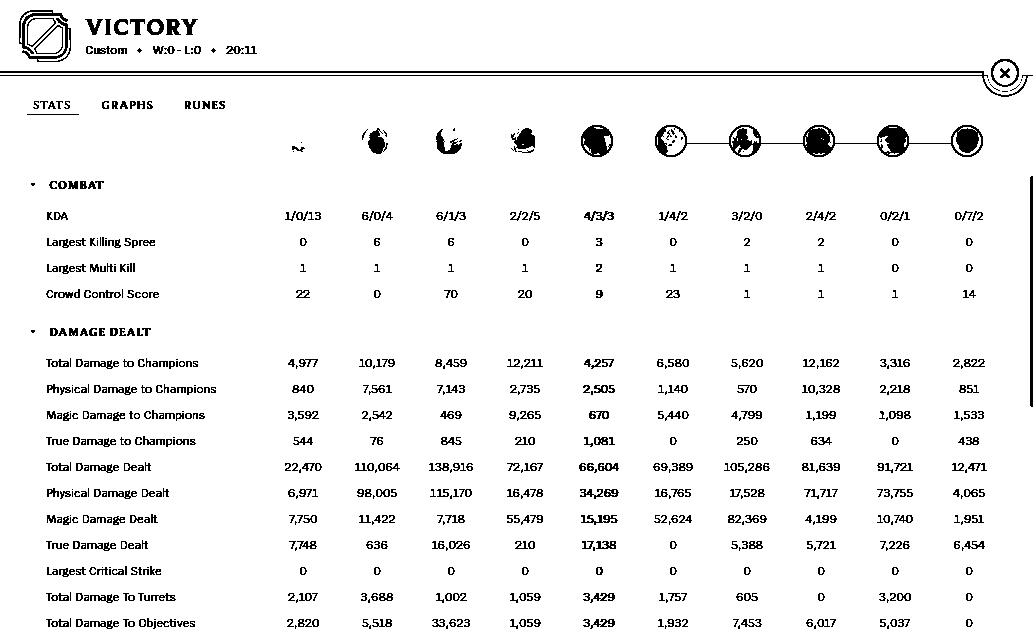 VICTORY
Custom • W:0 - L:0 • 20:11
STATS GRAPHS RUNES
COMBAT
KDA 1/0/13 6/0/4 6/1/3 2/2/5 4/3/3 1/4/2 3/2/0 2/4/2 0/2/1 0/7/2
Largest Killing Spree 0 6 6 0 3 0 2 2 0 0
Largest Multi Kill 1 1 1 1 2 1 1 1 0 0
Crowd Control Score 22 0 70 20 9 23 1 1 1 14
DAMAGE DEALT
Total Damage to Champions 4,977 10,179 8,459 12,211 4,257 6,580 5,620 12,162 3,316 2,822
Physical Damage to Champions 840 7,561 7,143 2,735 2,505 1,140 570 10,328 2,218 851
Magic Damage to Champions 3,592 2,542 469 9,265 670 5,440 4,799 1,199 1,098 1,533
True Damage to Champions 544 76 845 210 1,081 0 250 634 0 438
Total Damage Dealt 22,470 110,064 138,916 72,167 66,604 69,389 105,286 81,639 91,721 12,471
Physical Damage Dealt 6,971 98,005 115,170 16,478 34,269 16,765 17,528 71,717 73,755 4,065
Magic Damage Dealt 7,750 11,422 7,718 55,479 15,195 52,624 82,369 4,199 10,740 1,951
True Damage Dealt 7,748 636 16,026 210 17,138 0 5,388 5,721 7,226 6,454
Largest Critical Strike 0 0 0 0 0 0 0 0 0 0
Total Damage To Turrets 2,107 3,688 1,002 1,059 3,429 1,757 605 0 3,200 0
Total Damage To Objectives 2,820 5,518 33,623 1,059 3,429 1,932 7,453 6,017 5,037 0